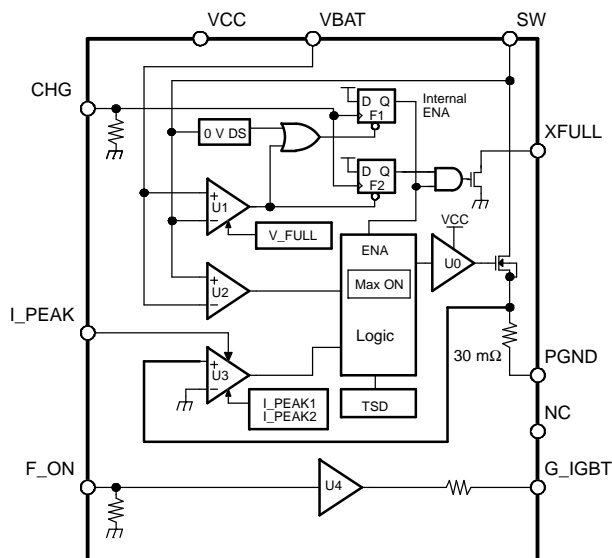 VCC VBAT SW
CHG
D Q
F1
Internal
ENA
XFULL
0 V DS
D Q
F2
+
U1
−
V_FULL
ENA
VCC
U0
Max ON
+
U2
−
I_PEAK
Logic
30 mΩ
PGND
+
U3
−
I_PEAK1
I_PEAK2
TSD
NC
F_ON
U4
G_IGBT